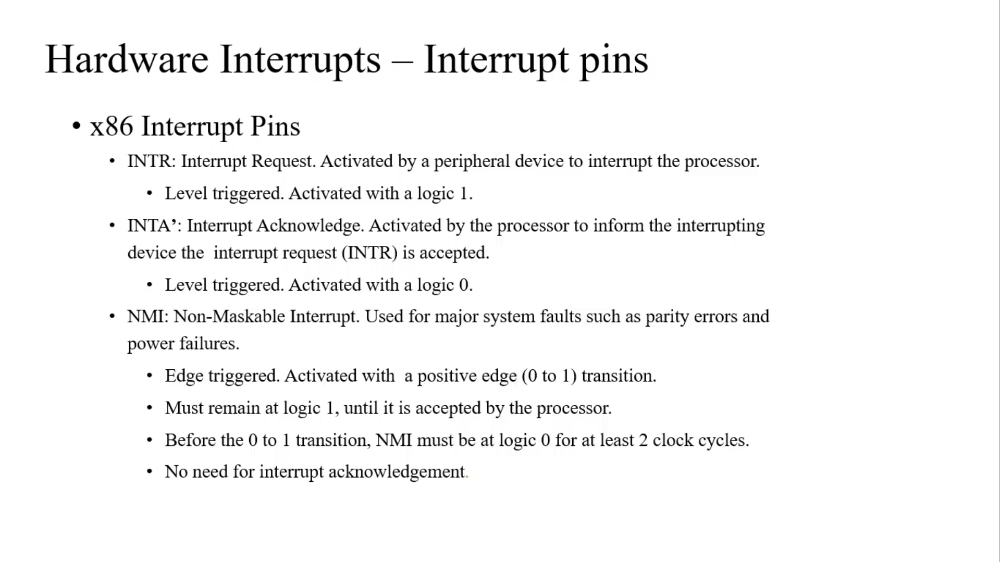 Hardware Interrupts – Interrupt pins
• x86 Interrupt Pins
• INTR: Interrupt Request. Activated by a peripheral device to interrupt the processor.
• Level triggered. Activated with a logic 1.
• INTA’: Interrupt Acknowledge. Activated by the processor to inform the interrupting
device the  interrupt request (INTR) is accepted.
• Level triggered. Activated with a logic 0.
• NMI: Non-Maskable Interrupt. Used for major system faults such as parity errors and
power failures.
• Edge triggered. Activated with  a positive edge (0 to 1) transition.
• Must remain at logic 1, until it is accepted by the processor.
• Before the 0 to 1 transition, NMI must be at logic 0 for at least 2 clock cycles.
• No need for interrupt acknowledgement.